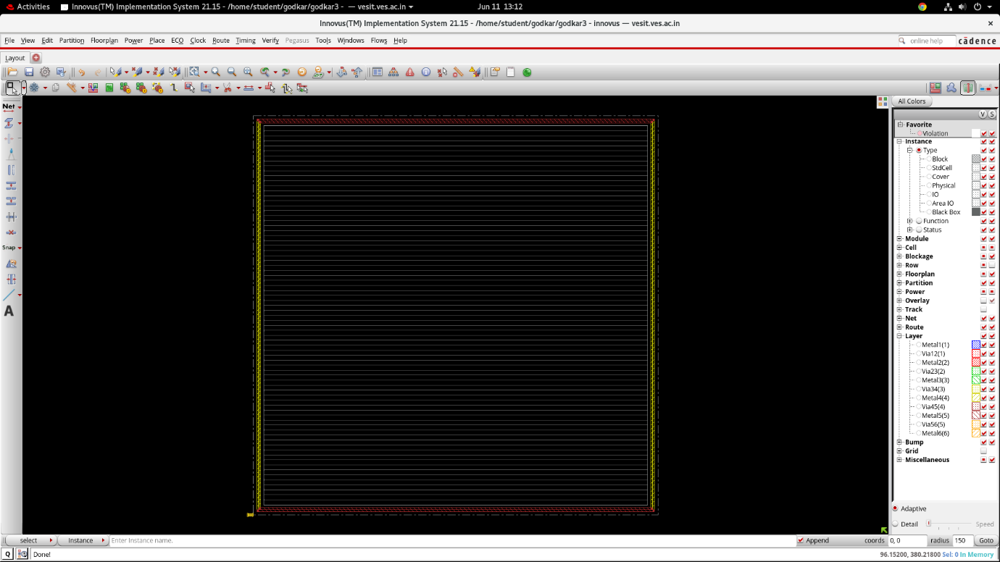 Activities Innovus(TM) Implementation System 21.15 - /home/student/godkar/godkar3 - — vesit.ves.ac.in Jun 11 13:12
Innovus(TM) Implementation System 21.15 - /home/student/godkar/godkar3 - innovus — vesit.ves.ac.in
File View Edit Partition Floorplan Power Place ECO Clock Route Timing Verify Pegasus Tools Windows Flows Help online help cādence
Layout
All Colors
Net
V S
Favorite
Violation
Instance
Type
Block
StdCell
Cover
Physical
IO
Area IO
Black Box
Function
Status
Module
Snap
Cell
Blockage
Row
Floorplan
Partition
Power
Overlay
Track
A
Net
Route
Layer
Metal1(1)
Via12(1)
Metal2(2)
Via23(2)
Metal3(3)
Via34(3)
Metal4(4)
Via45(4)
Metal5(5)
Via56(5)
Metal6(6)
Bump
Grid
Miscellaneous
Adaptive
Detail Speed
select Instance Enter Instance name. Append coords 0, 0 radius 150 Goto
Q Done! 96.15200, 380.21800 Sel: 0 In Memory